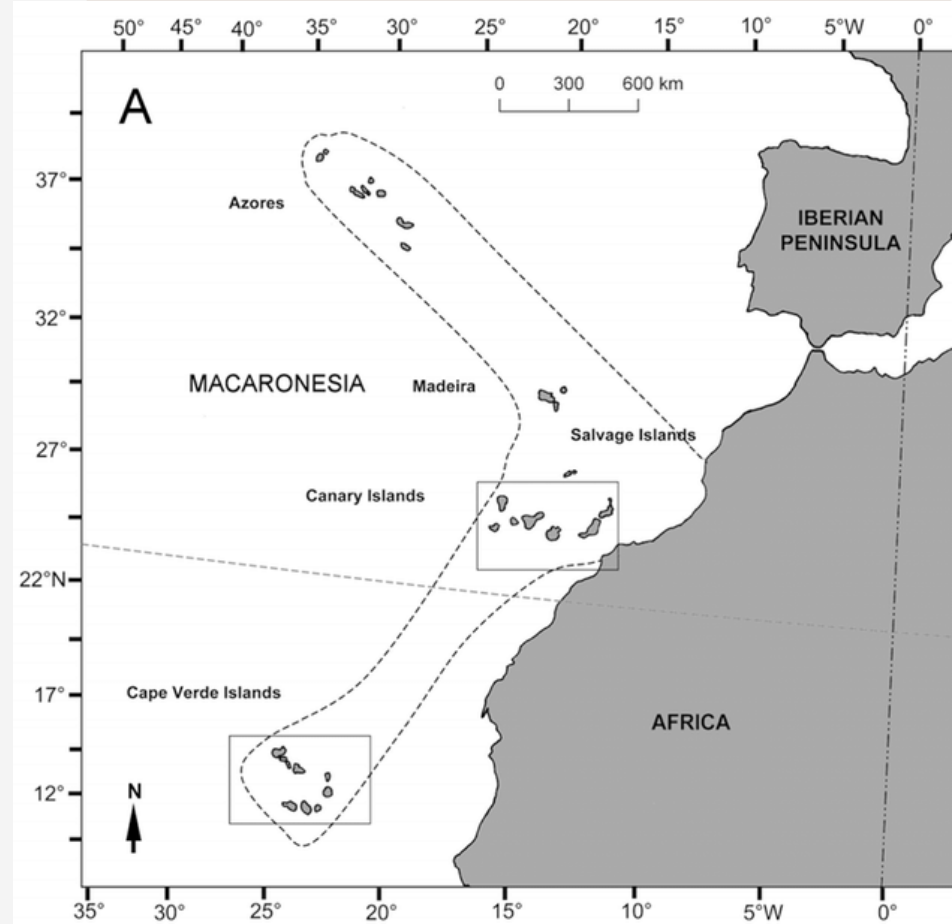 50° 45° 40° 35° 30° 25° 20° 15° 10° 5°W 0°
0 300 600 km
A
37°
Azores
IBERIAN
PENINSULA
32°
MACARONESIA
Madeira
Salvage Islands
27°
Canary Islands
22°N
17°
Cape Verde Islands
AFRICA
12°
N
35° 30° 25° 20° 15° 10° 5°W 0°